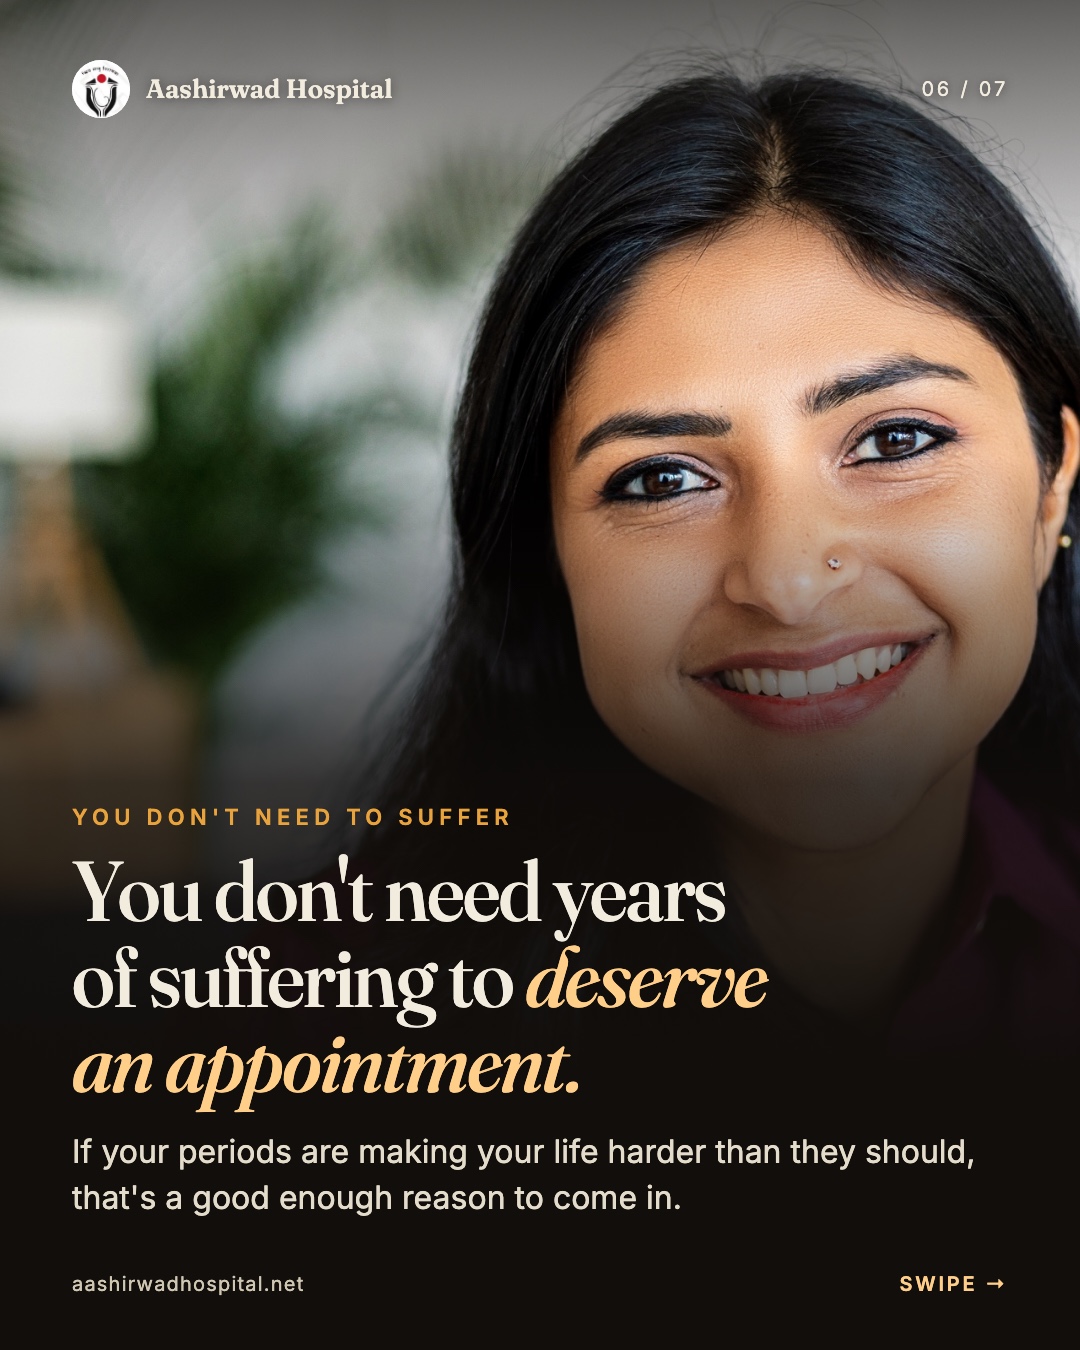 Aashirwad Hospital
06 / 07
YOU DON'T NEED TO SUFFER
You don't need years
of suffering to deserve
an appointment.
If your periods are making your life harder than they should,
that's a good enough reason to come in.
aashirwadhospital.net
SWIPE →